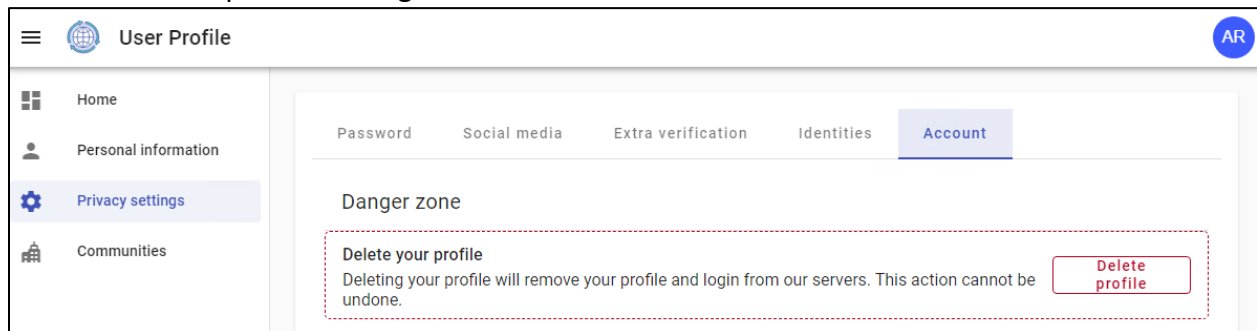 User Profile
AR
Home
Personal information
Privacy settings
Communities
Password Social media Extra verification Identities Account
Danger zone
Delete your profile
Deleting your profile will remove your profile and login from our servers. This action cannot be
undone.
Delete
profile